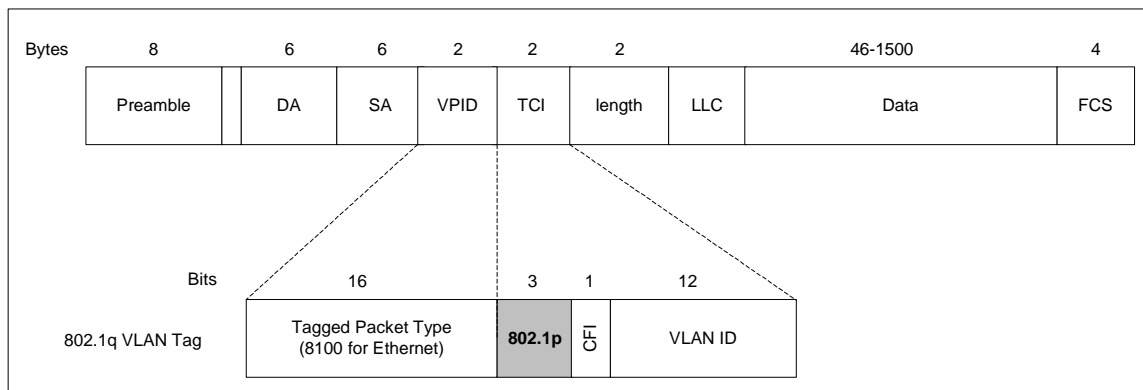 Bytes 8 6 6 2 2 2 46-1500 4
Preamble DA SA VPID TCI length LLC Data FCS
Bits 16 3 1 12
802.1q VLAN Tag
Tagged Packet Type
(8100 for Ethernet)
802.1p
CFI
VLAN ID